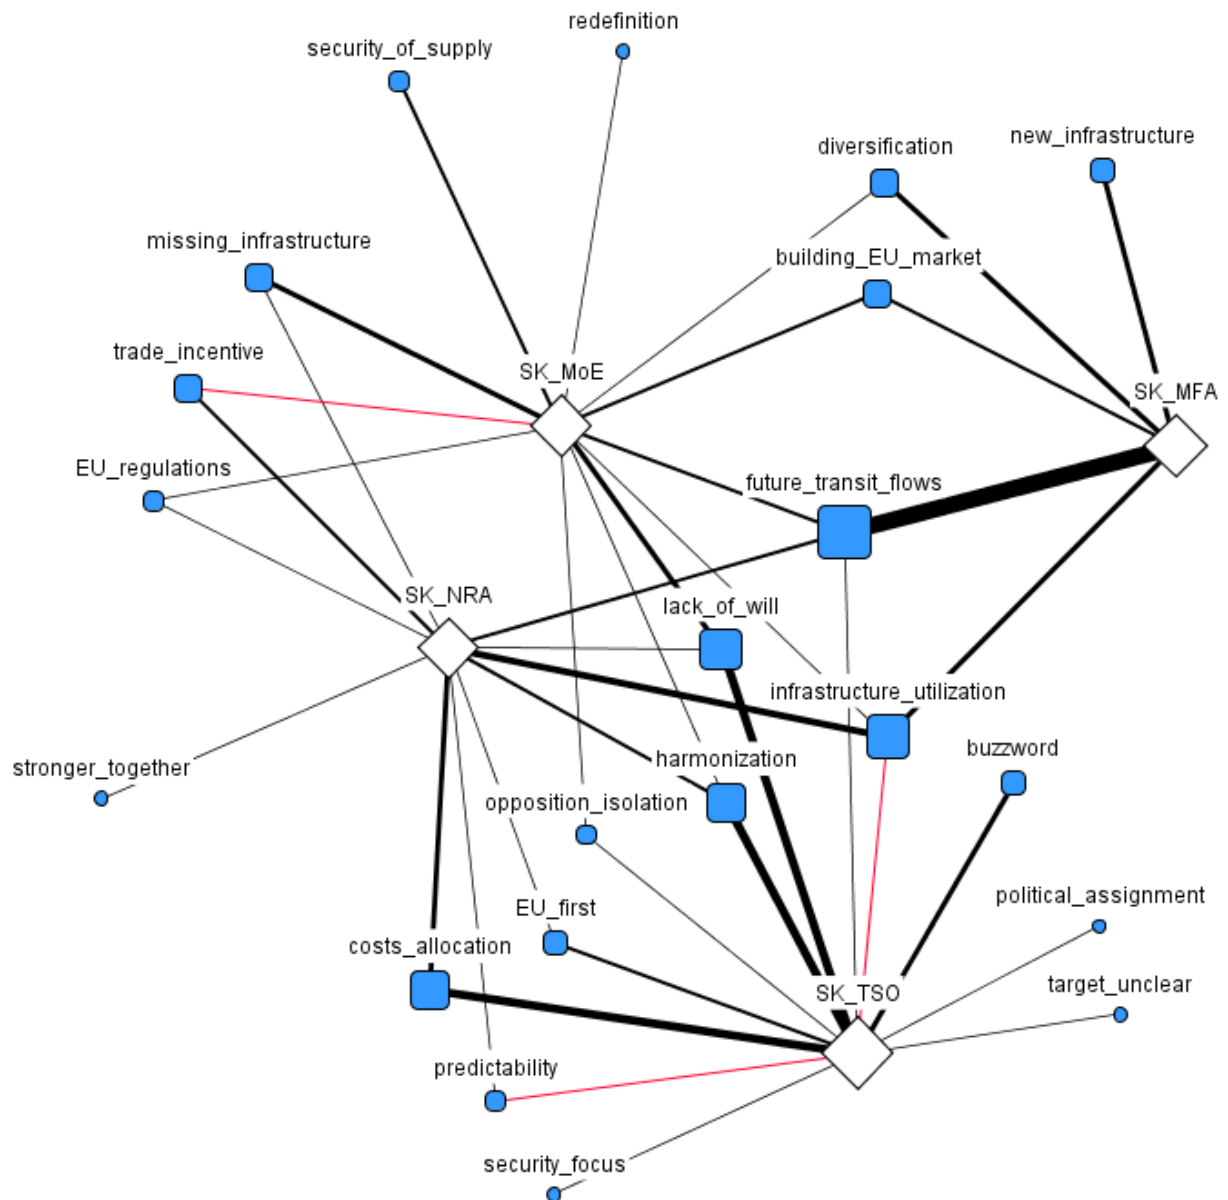 redefinition
security_of_supply
new_infrastructure
diversification
missing_infrastructure
building_EU_market
trade_incentive
SK_MoE
SK_MFA
EU_regulations
future_transit_flows
SK_NRA
lack_of_will
infrastructure_utilization
buzzword
harmonization
stronger_together
opposition_isolation
political_assignment
EU_first
costs_allocation
target_unclear
SK_TSO
predictability
security_focus